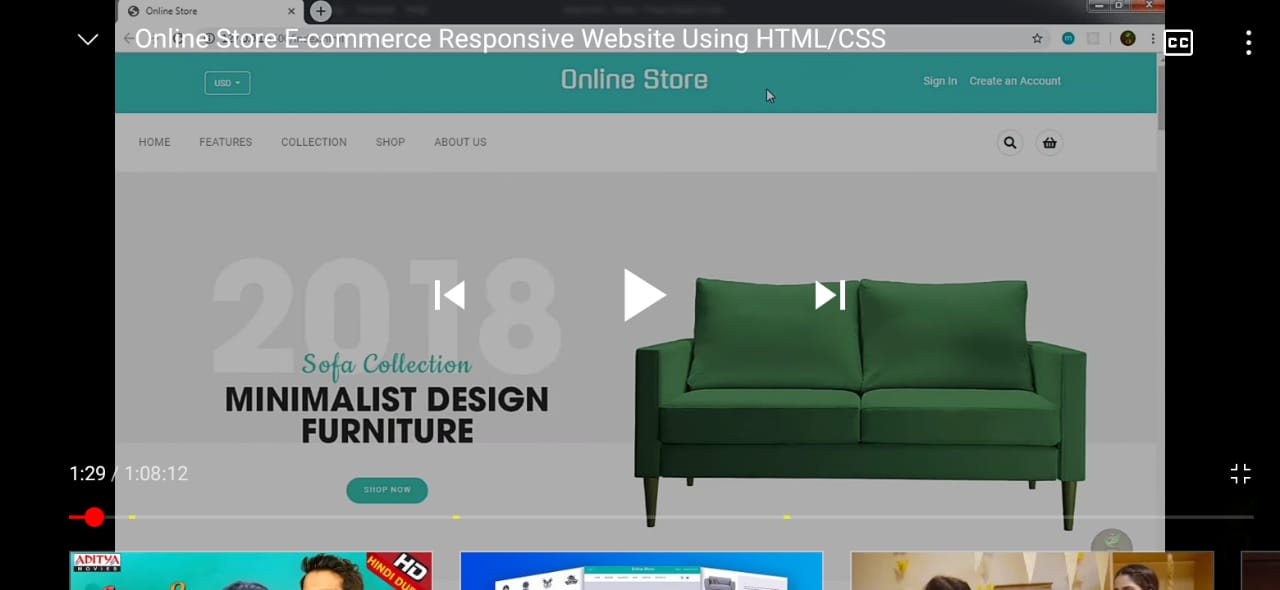 Online Store
Online Store E-commerce Responsive Website Using HTML/CSS
CC
USD
Online Store
Sign In Create an Account
HOME FEATURES COLLECTION SHOP ABOUT US
2018
Sofa Collection
MINIMALIST DESIGN
FURNITURE
1:29 / 1:08:12
SHOP NOW
ADITYA
MOVIES
HD
Online Store